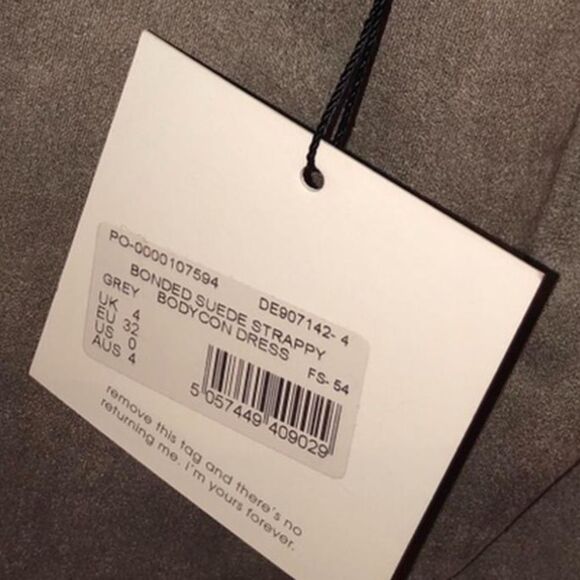 PO-0000107594 DE907142- 4
BONDED SUEDE STRAPPY
GREY BODYCON DRESS
UK 4 FS- 54
EU 32
US 0
AUS 4
5 057449 409029
remove this tag and there's no
returning me. i'm yours forever.